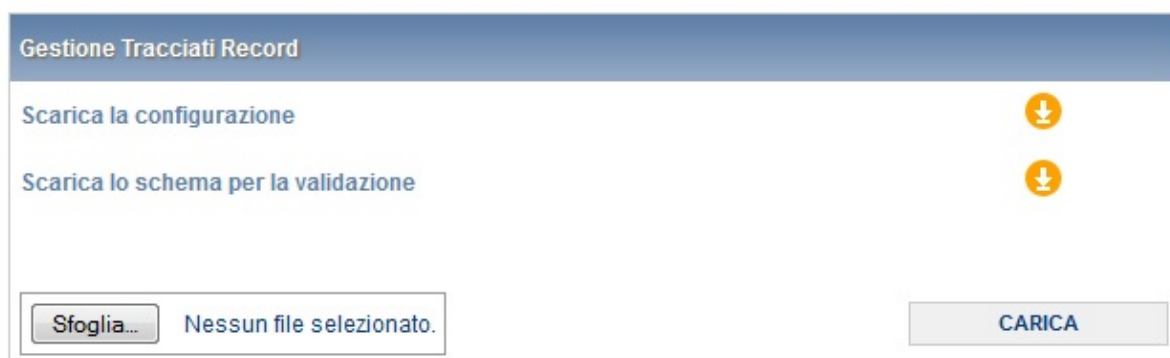 Gestione Tracciati Record
Scarica la configurazione
Scarica lo schema per la validazione
Sfoglia... Nessun file selezionato. CARICA